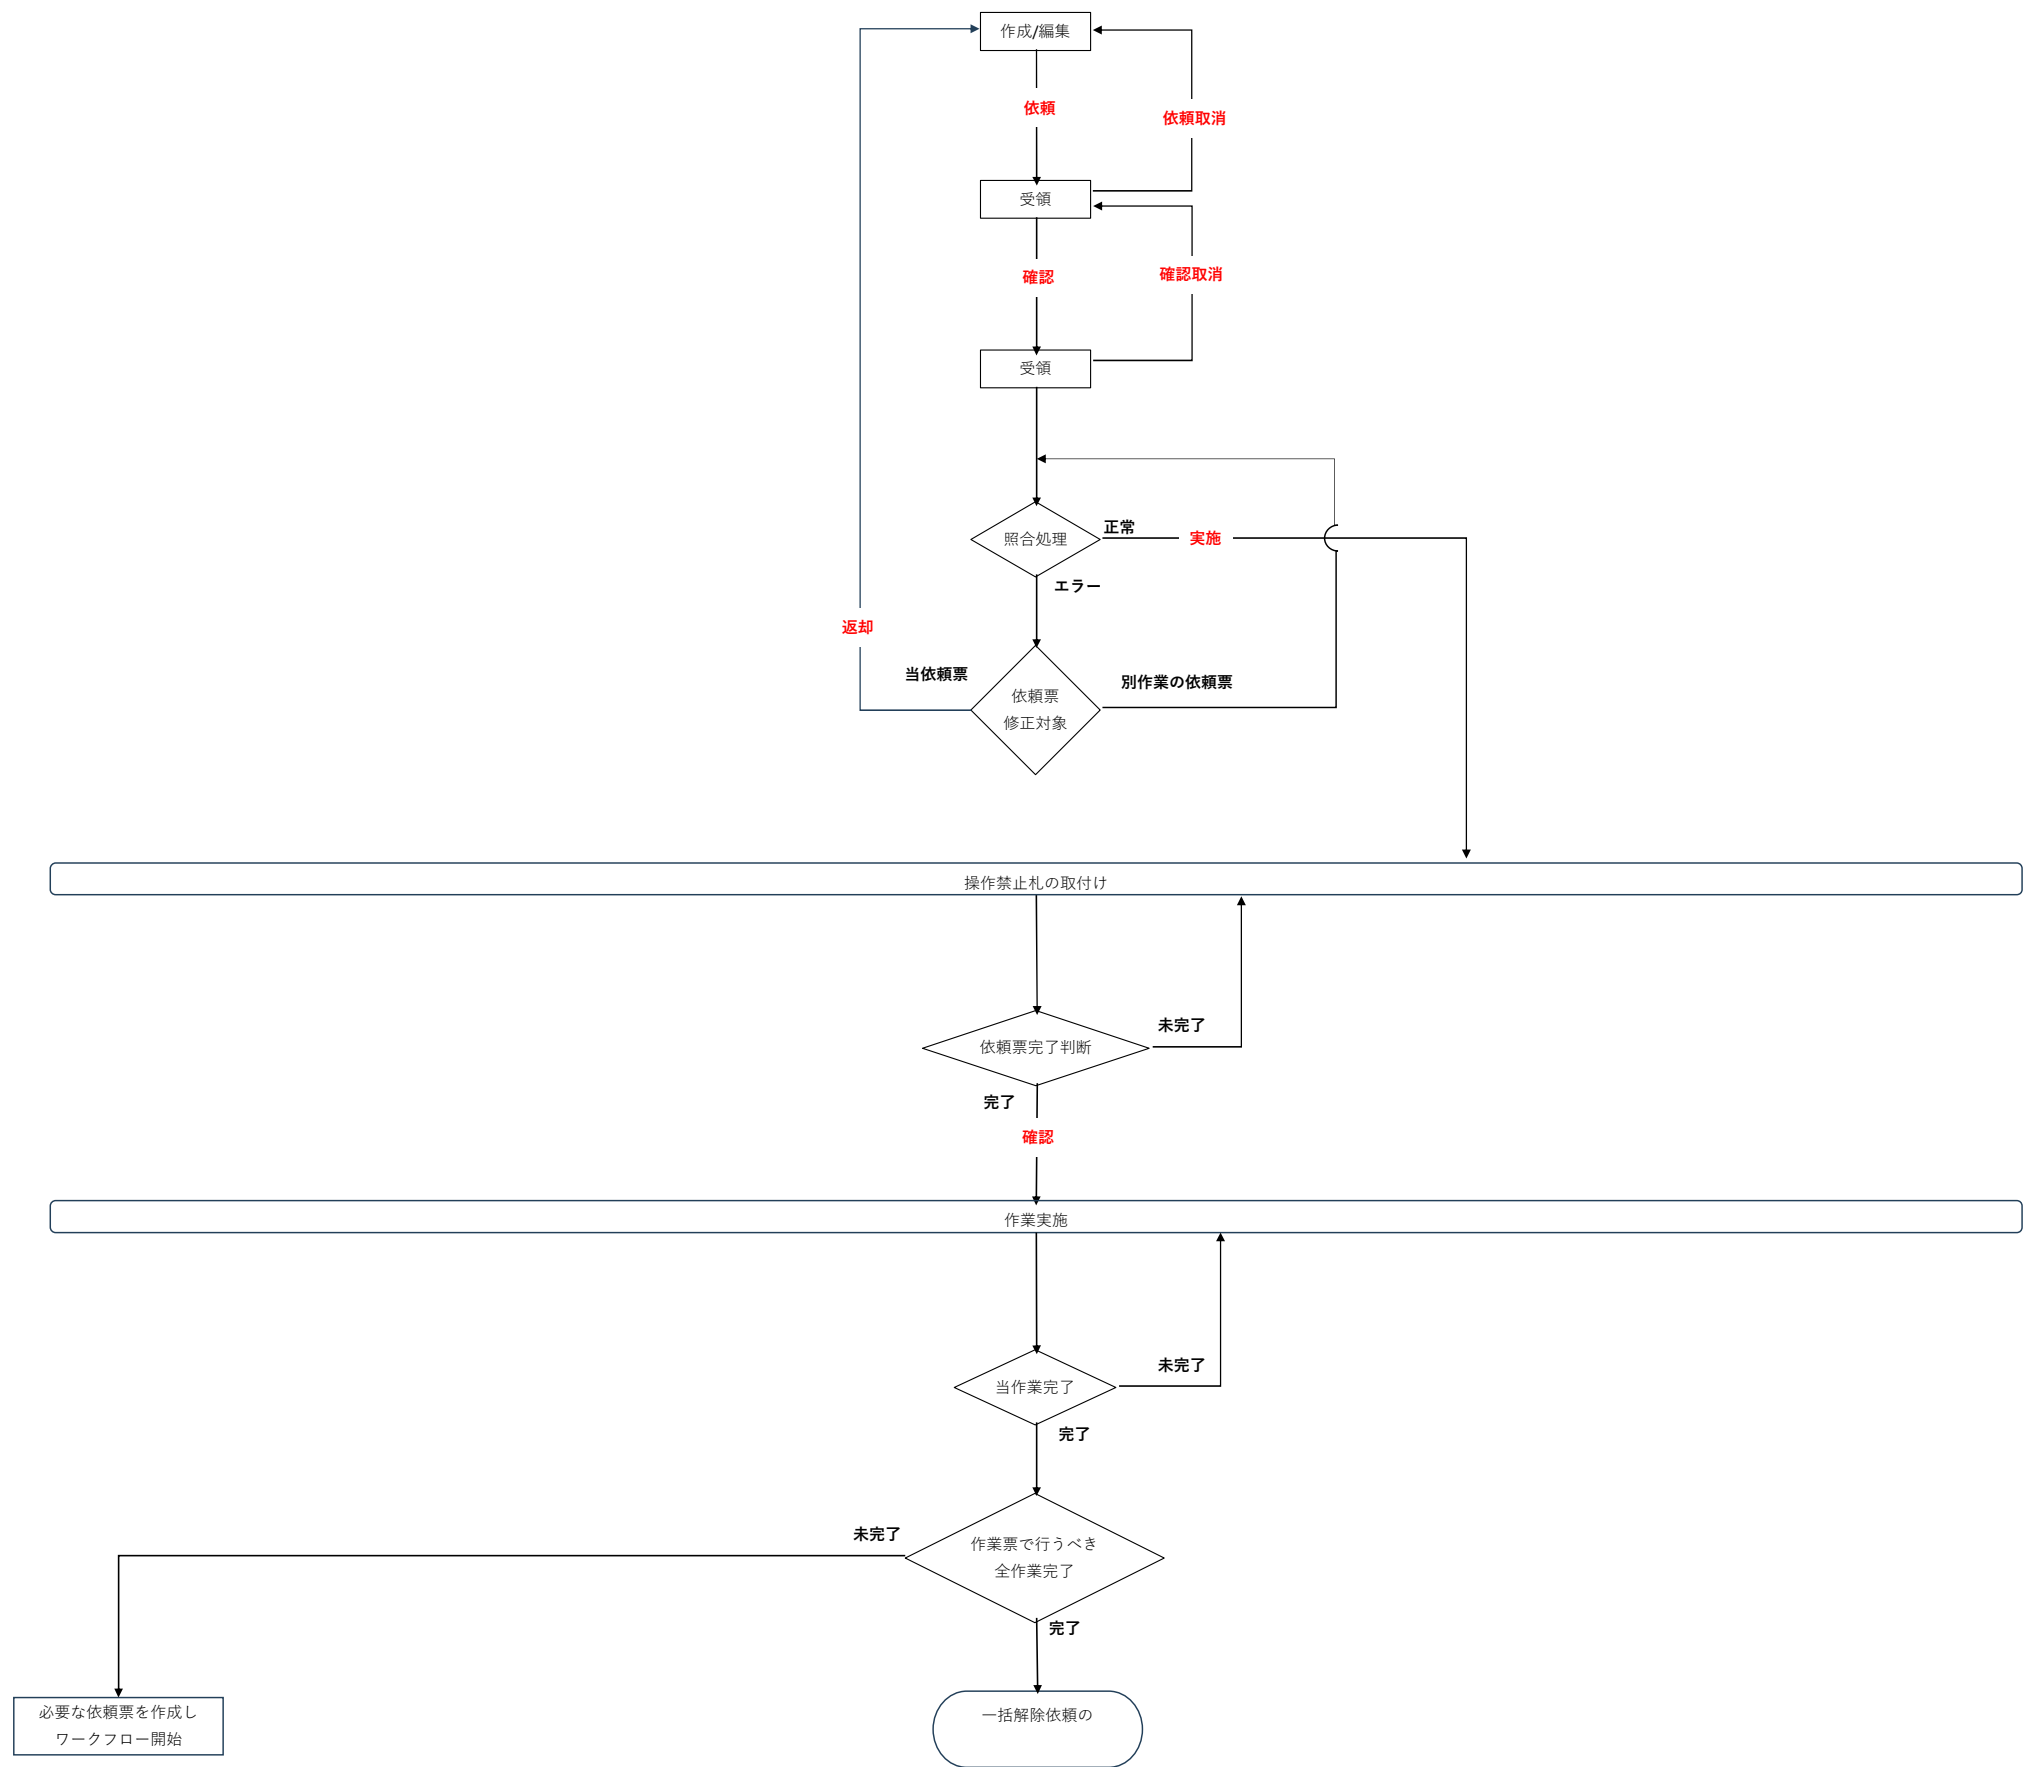 作成/編集
依頼
依頼取消
受領
確認
確認取消
受領
正常
実施
照合処理
エラー
返却
当依頼票
別作業の依頼票
依頼票
修正対象
操作禁止札の取付け
未完了
依頼票完了判断
完了
確認
作業実施
未完了
当作業完了
完了
未完了
作業票で行うべき
全作業完了
完了
必要な依頼票を作成し
ワークフロー開始
一括解除依頼の